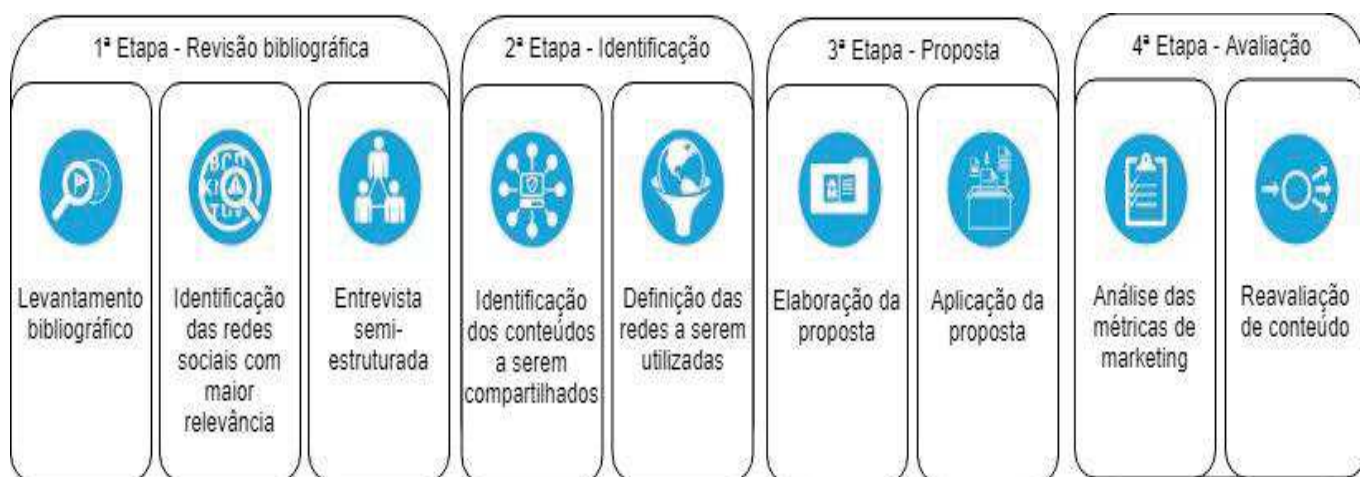 1ª Etapa - Revisão bibliográfica
Levantamento
bibliográfico
Identificação
das redes
sociais com
maior
relevância
Entrevista
semi-
estruturada
2ª Etapa - Identificação
Identificação
dos conteúdos
a serem
compartilhados
Definição das
redes a serem
utilizadas
3ª Etapa - Proposta
Elaboração da
proposta
Aplicação da
proposta
4ª Etapa - Avaliação
Análise das
métricas de
marketing
Reavaliação
de conteúdo